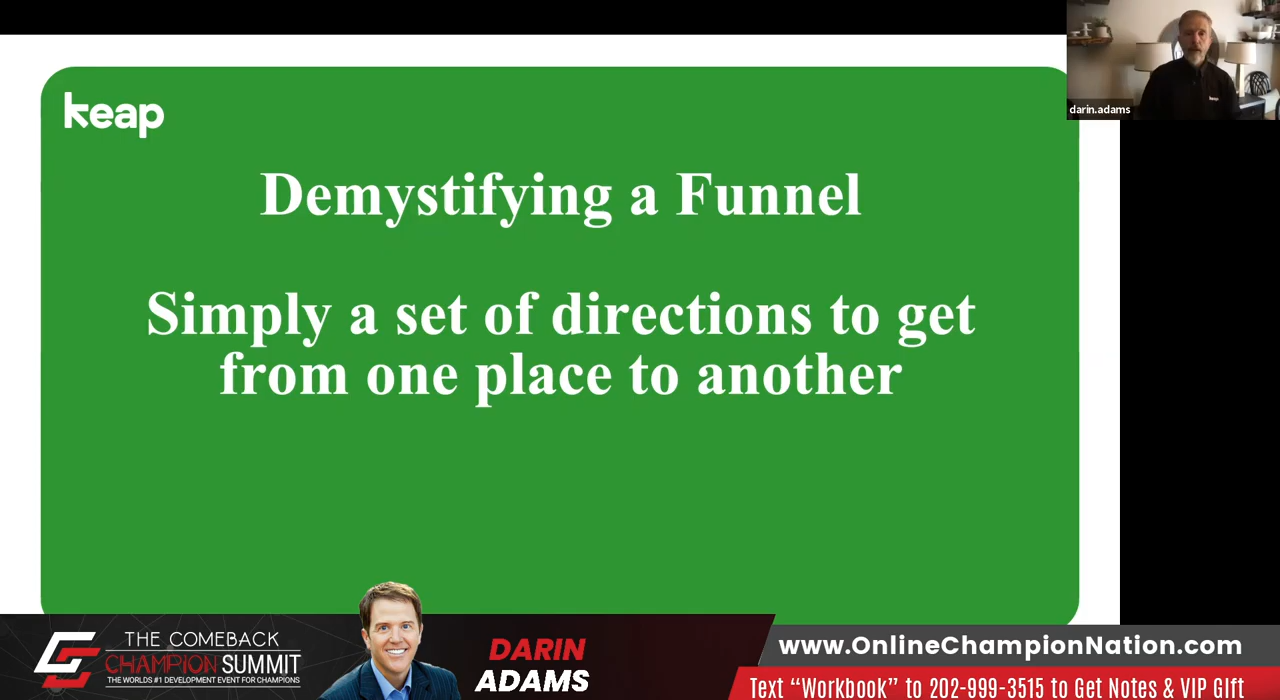 keap
darin.adams
Demystifying a Funnel
Simply a set of directions to get
from one place to another
THE COMEBACK
CHAMPION SUMMIT
THE WORLDS #1 DEVELOPMENT EVENT FOR CHAMPIONS
DARIN
ADAMS
www.OnlineChampionNation.com
Text “Workbook” to 202-999-3515 to Get Notes & VIP GIft